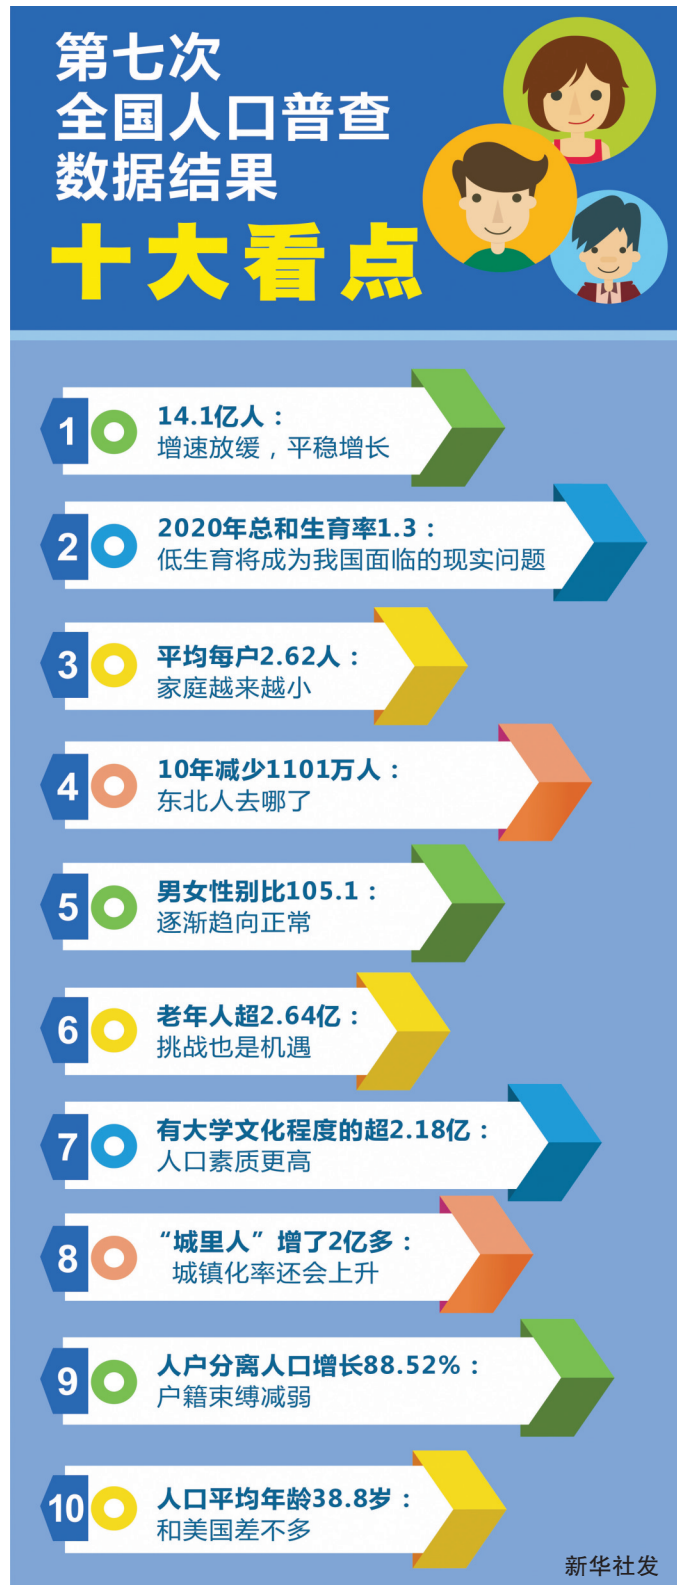 第七次
全国人口普查
数据结果
十大看点
1
14.1亿人：
增速放缓，平稳增长
2
2020年总和生育率1.3：
低生育将成为我国面临的现实问题
3
平均每户2.62人：
家庭越来越小
4
10年减少1101万人：
东北人去哪了
5
男女性别比105.1：
逐渐趋向正常
6
老年人超2.64亿：
挑战也是机遇
7
有大学文化程度的超2.18亿：
人口素质更高
8
“城里人”增了2亿多：
城镇化率还会上升
9
人户分离人口增长88.52%：
户籍束缚减弱
10
人口平均年龄38.8岁：
和美国差不多
新华社发